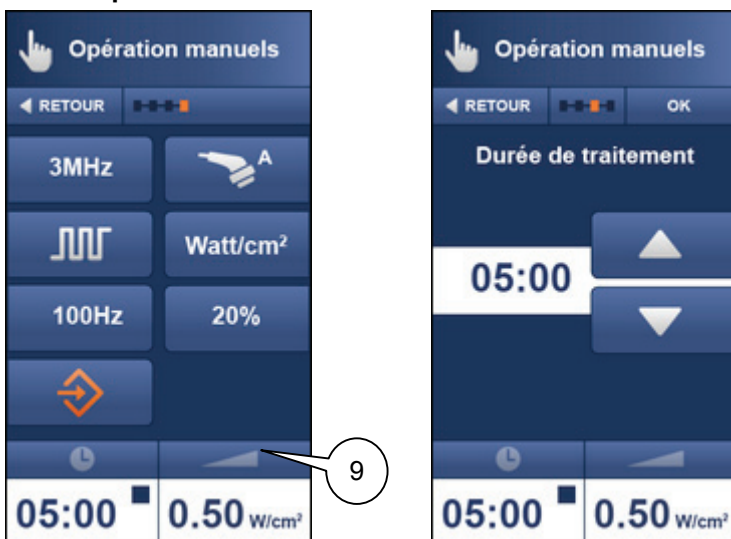 Opération manuels
RETOUR
3MHz
A
Watt/cm²
100Hz
20%
05:00
0.50 W/cm²
9
Opération manuels
RETOUR
OK
Durée de traitement
05:00
05:00
0.50 W/cm²